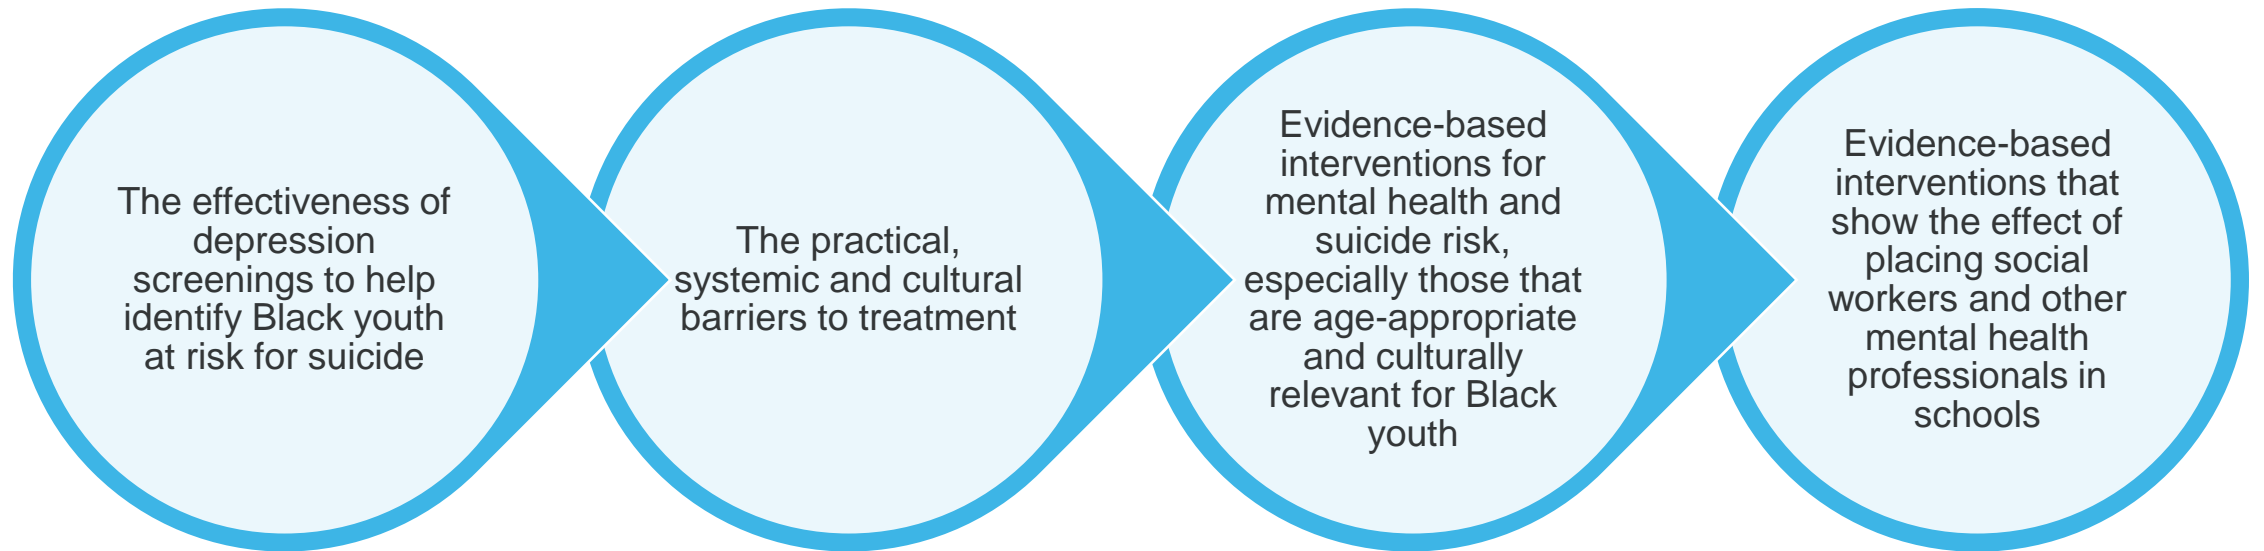 The effectiveness of
depression
screenings to help
identify Black youth
at risk for suicide
The practical,
systemic and cultural
barriers to treatment
Evidence-based
interventions for
mental health and
suicide risk,
especially those that
are age-appropriate
and culturally
relevant for Black
youth
Evidence-based
interventions that
show the effect of
placing social
workers and other
mental health
professionals in
schools